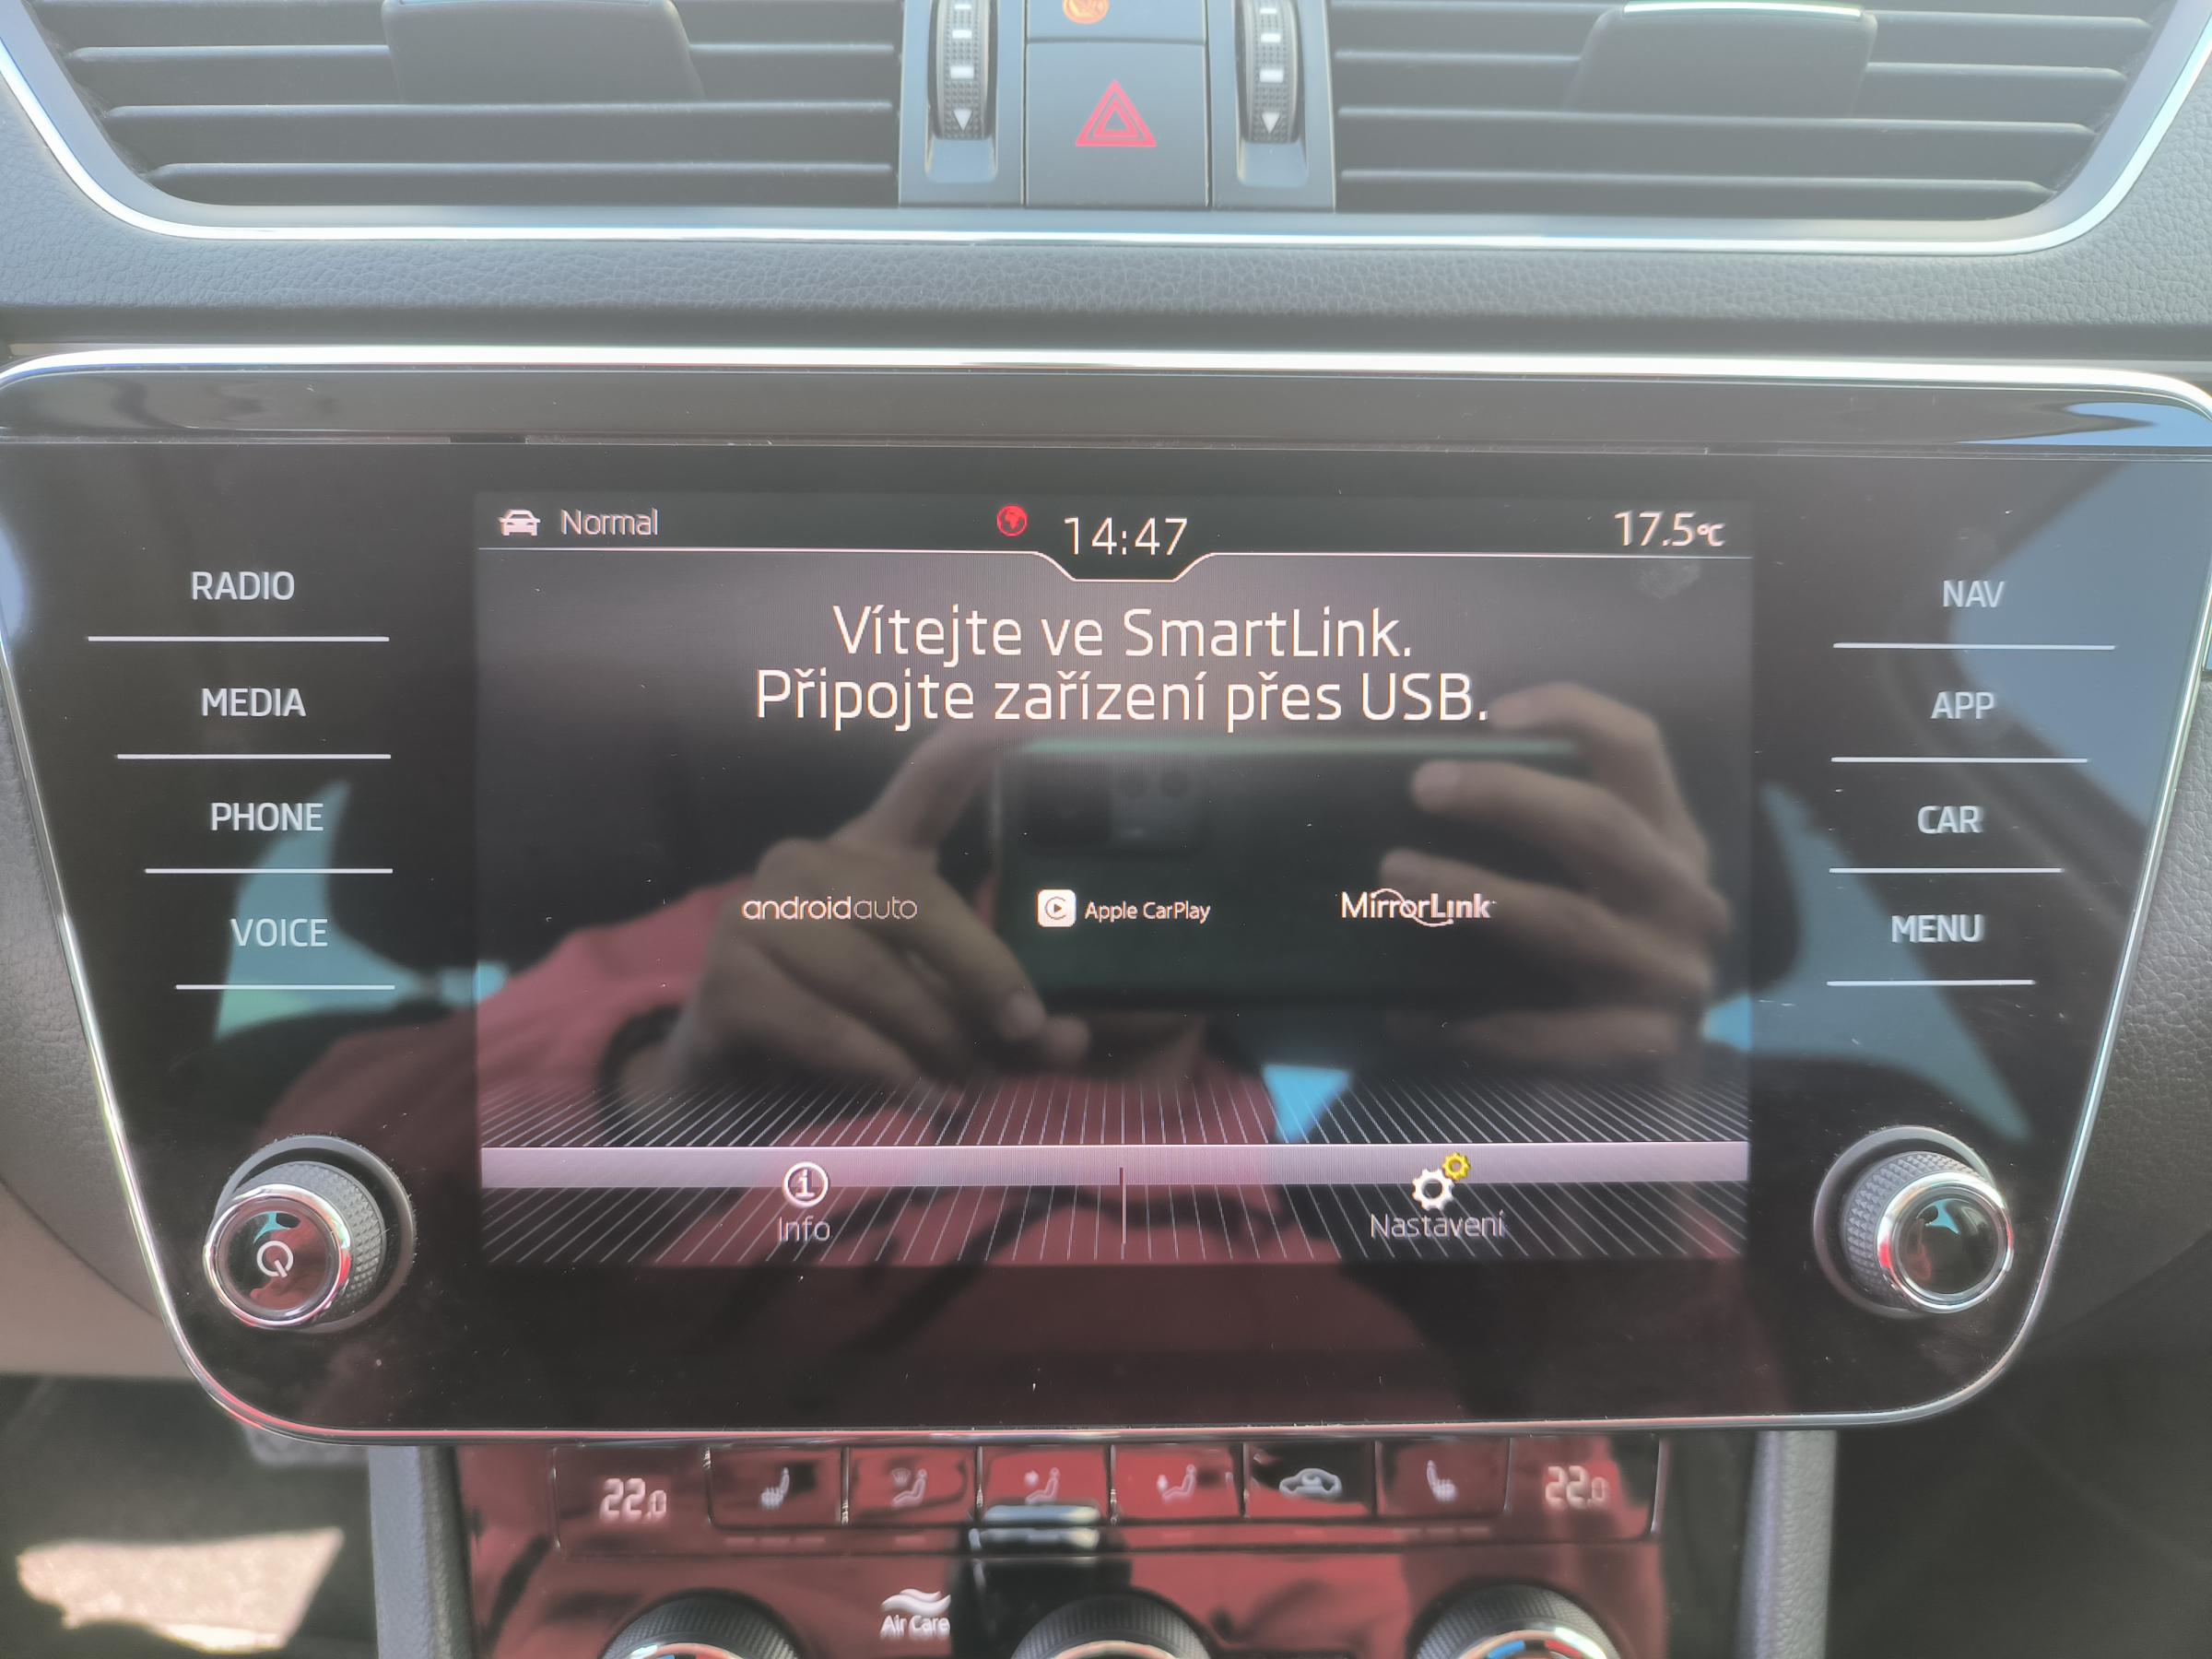 Normal
14:47
17.5°C
RADIO
MEDIA
PHONE
VOICE
Vítejte ve SmartLink.
Připojte zařízení přes USB.
androidauto
Apple CarPlay
MirrorLink
Info
Nastavení
NAV
APP
CAR
MENU
22.0
22.0
Air Care